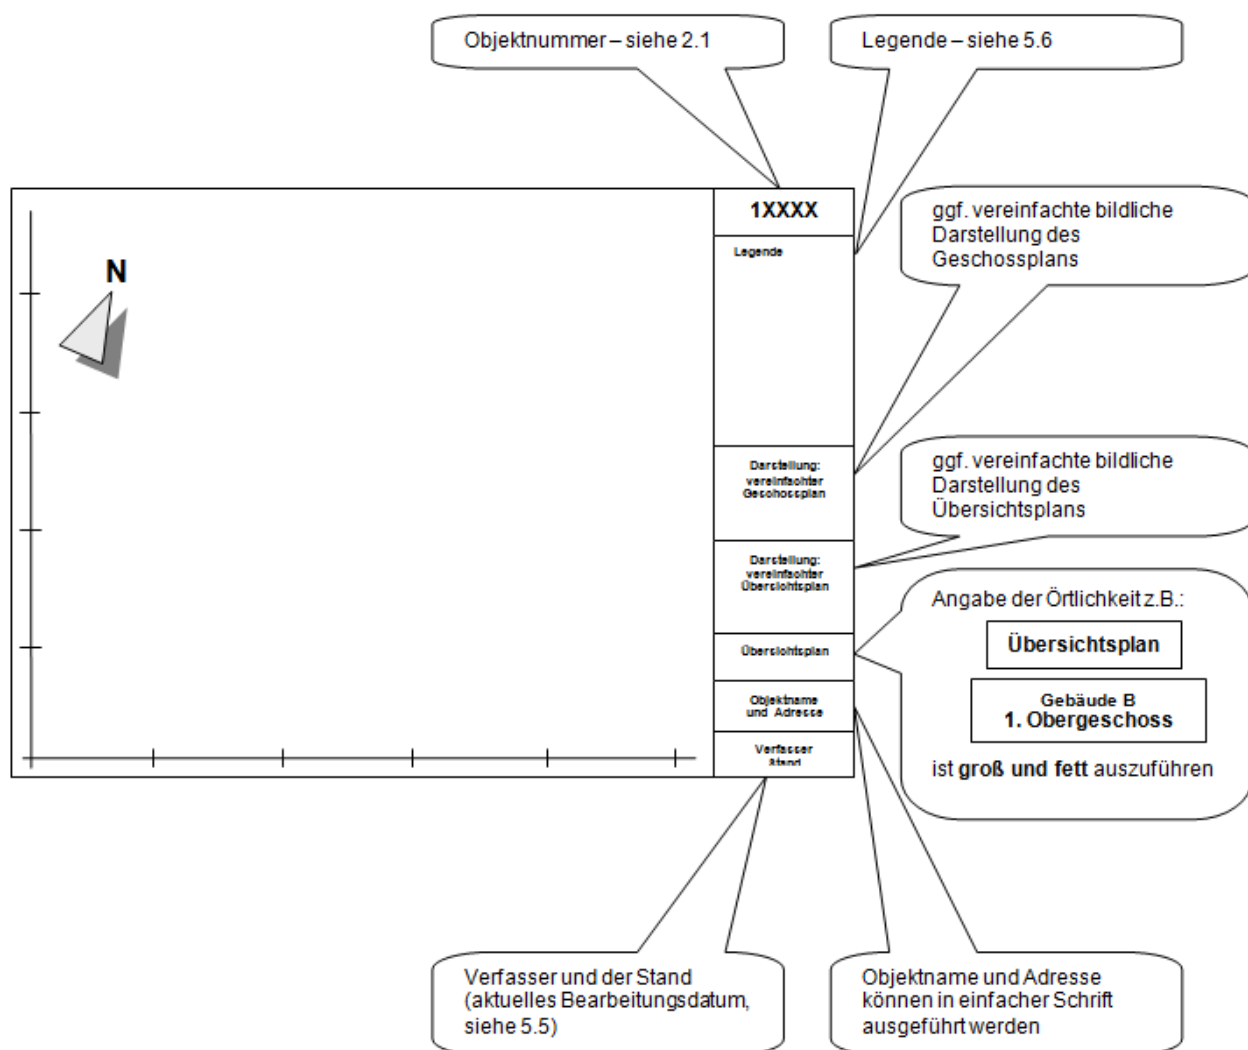 Objektnummer – siehe 2.1
Legende – siehe 5.6
1XXXX
Legende
N
ggf. vereinfachte bildliche
Darstellung des
Geschossplans
Darstellung:
vereinfachter
Geschossplan
ggf. vereinfachte bildliche
Darstellung des
Übersichtsplans
Darstellung:
vereinfachter
Übersichtsplan
Angabe der Örtlichkeit z.B.:
Übersichtsplan
Gebäude B
1. Obergeschoss
ist groß und fett auszuführen
Übersichtsplan
Objektname
und Adresse
Verfasser
Stand
Verfasser und der Stand
(aktuelles Bearbeitungsdatum,
siehe 5.5)
Objektname und Adresse
können in einfacher Schrift
ausgeführt werden